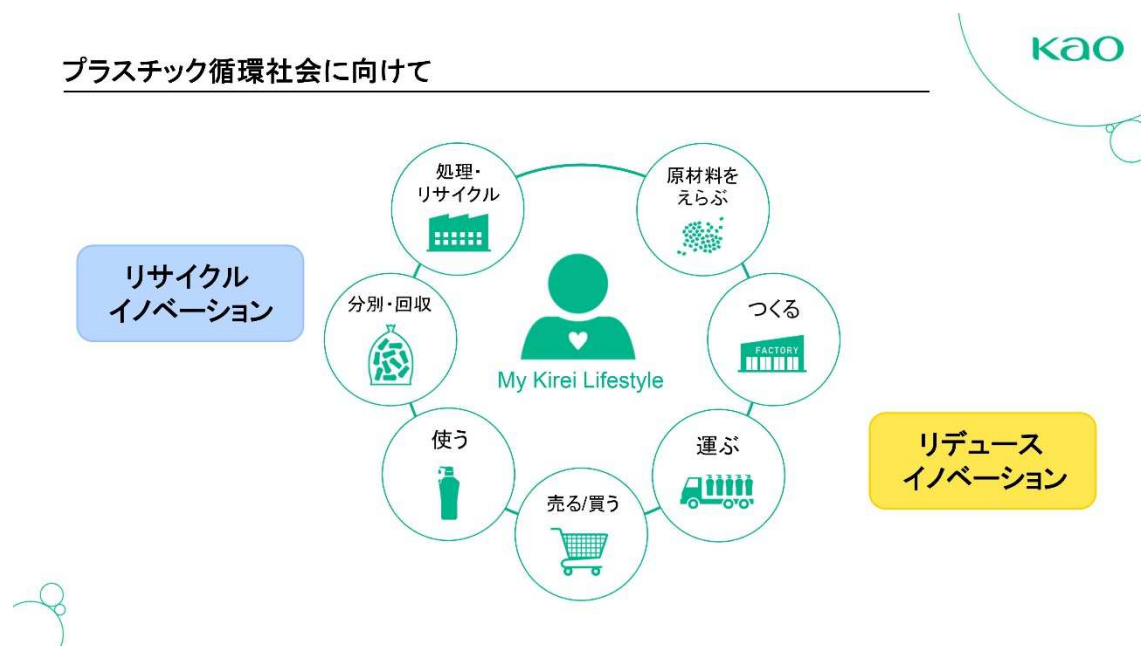 kao
プラスチック循環社会に向けて
処理・
リサイクル
原材料を
えらぶ
リサイクル
イノベーション
分別・回収
つくる
FACTORY
My Kirei Lifestyle
使う
運ぶ
リデュース
イノベーション
売る/買う